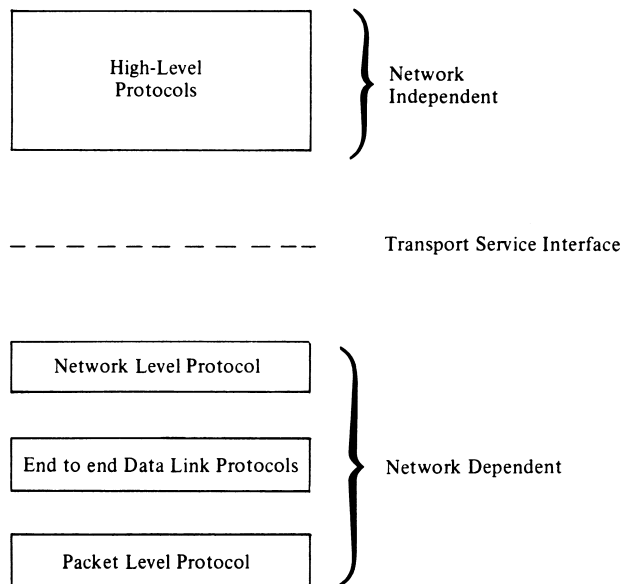 High-Level
Protocols
Network
Independent
Transport Service Interface
Network Level Protocol
End to end Data Link Protocols
Network Dependent
Packet Level Protocol